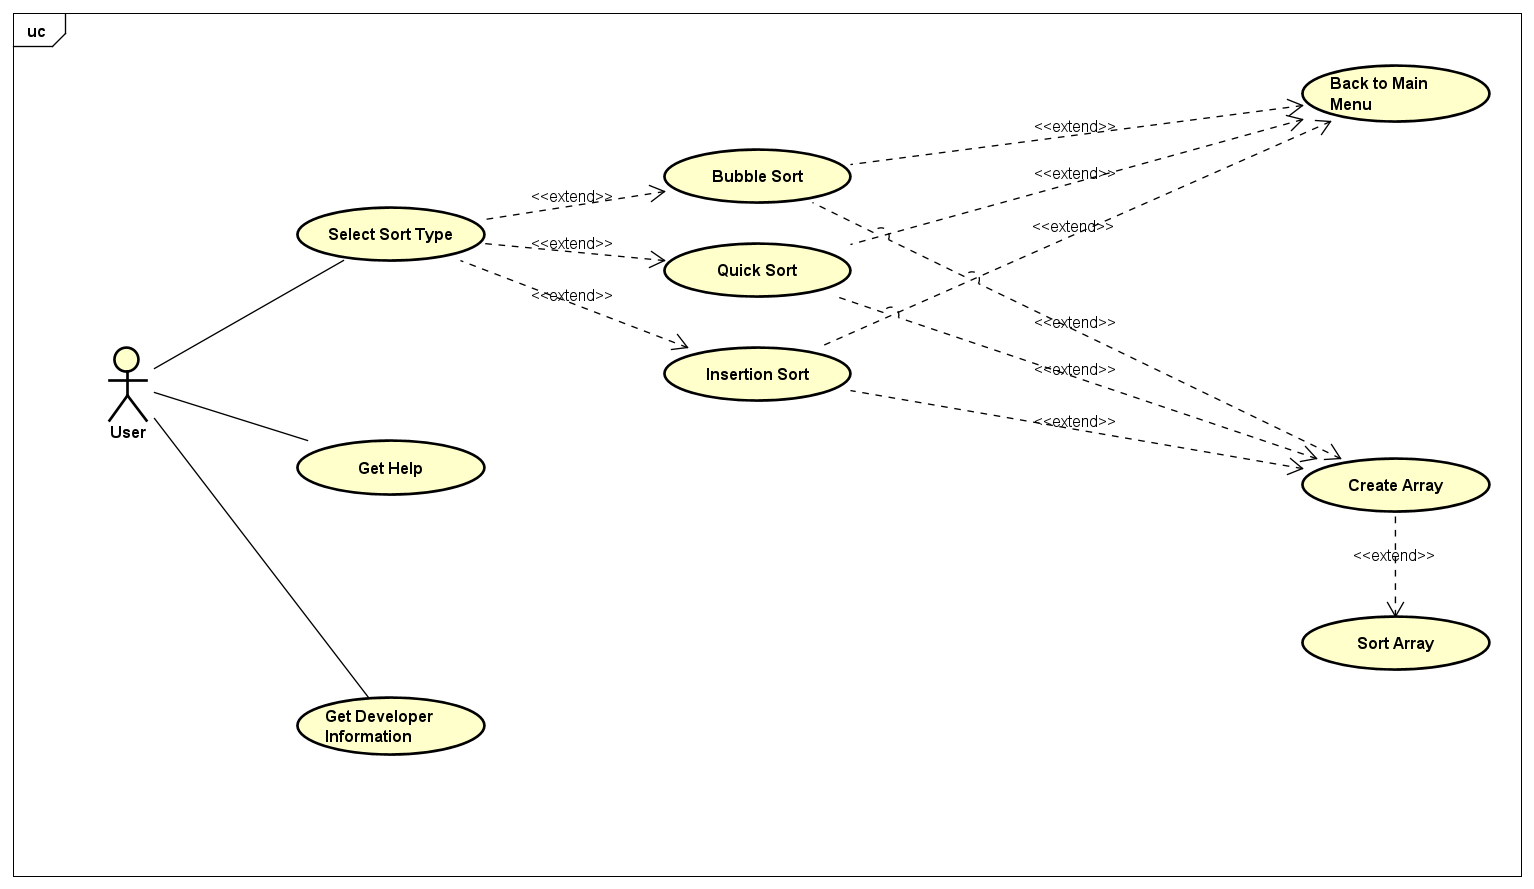 uc
Back to Main
Menu
<<extend>>
<<extend>>
Bubble Sort
<<extend>>
<<extend>>
Select Sort Type
<<extend>>
Quick Sort
<<extend>>
<<extend>>
<<extend>>
Insertion Sort
<<extend>>
<<extend>>
User
Get Help
Create Array
<<extend>>
Sort Array
Get Developer
Information